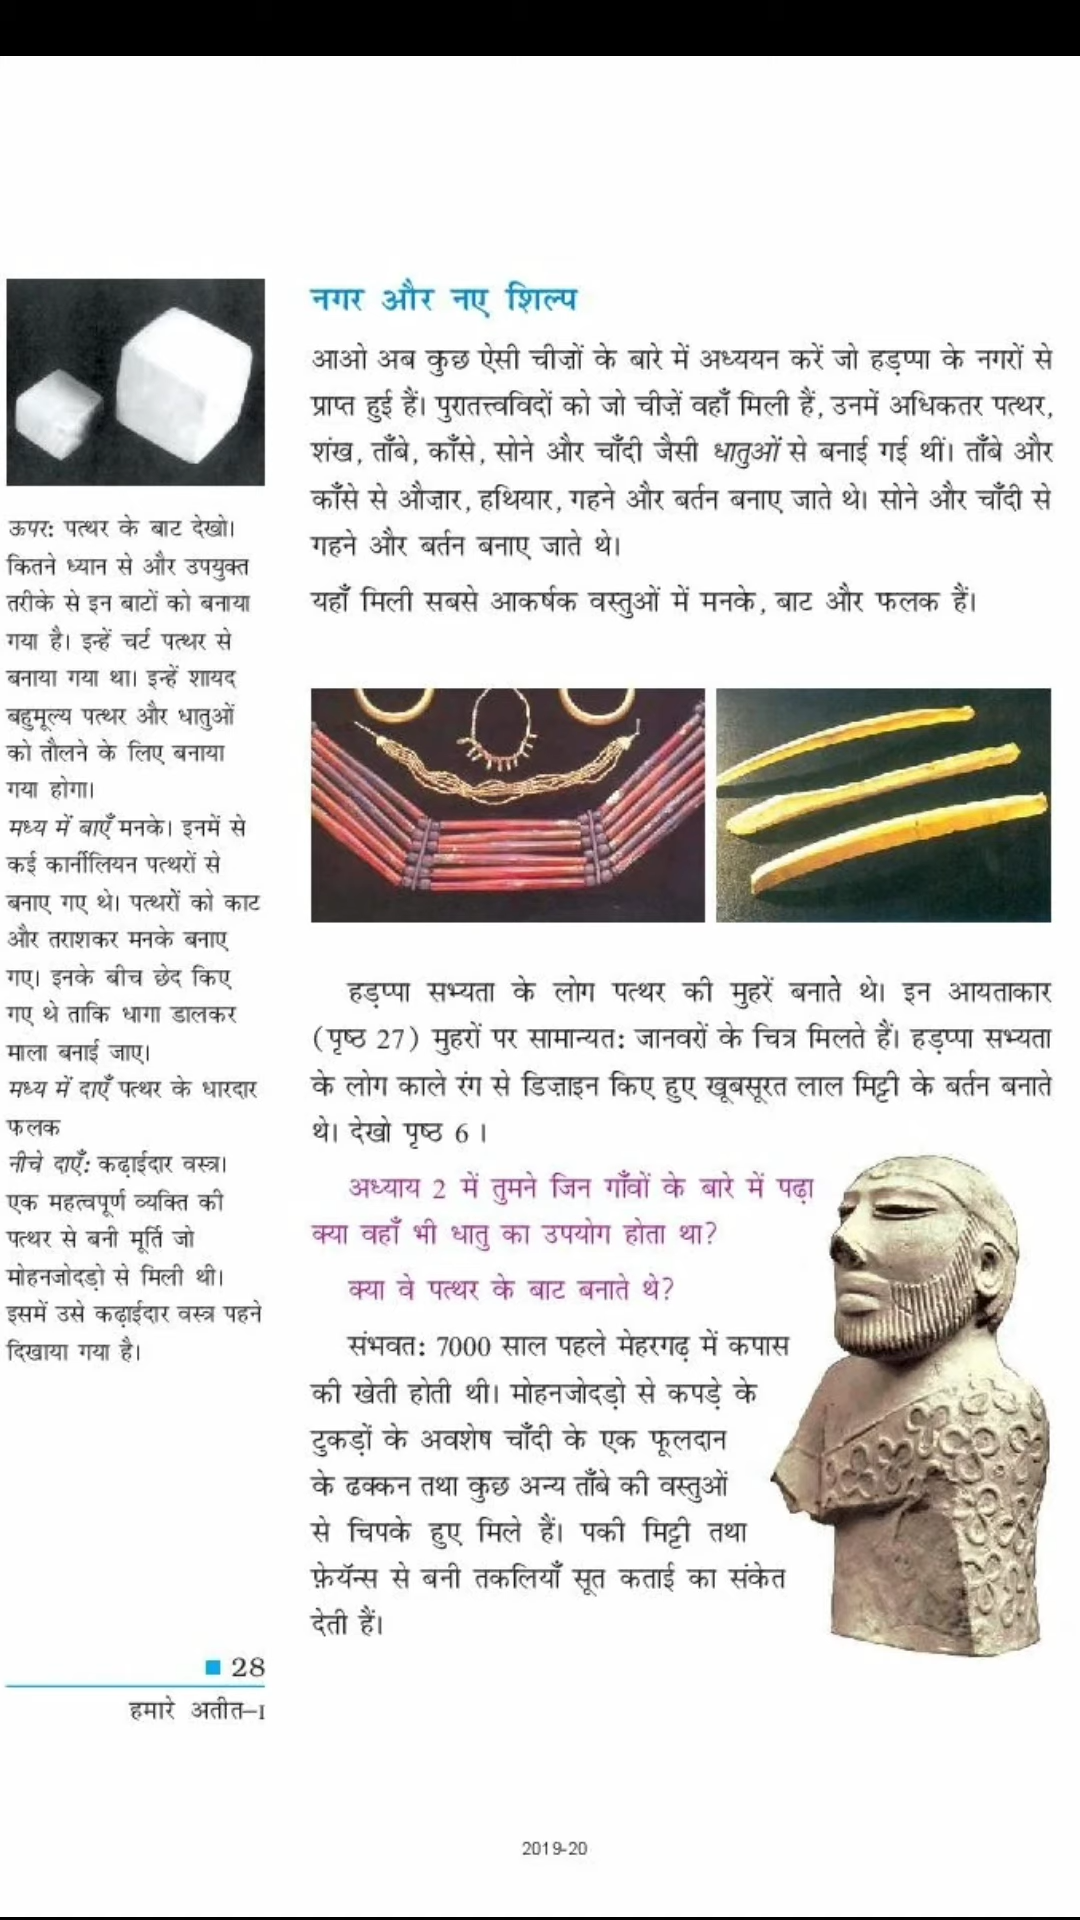 नगर और नए शिल्प
आओ अब कुछ ऐसी चीज़ों के बारे में अध्ययन करें जो हड़प्पा के नगरों से
प्राप्त हुई हैं। पुरातत्त्वविदों को जो चीज़ें वहाँ मिली हैं, उनमें अधिकतर पत्थर,
शंख, ताँबे, काँसे, सोने और चाँदी जैसी धातुओं से बनाई गई थीं। ताँबे और
काँसे से औज़ार, हथियार, गहने और बर्तन बनाए जाते थे। सोने और चाँदी से
गहने और बर्तन बनाए जाते थे।
यहाँ मिली सबसे आकर्षक वस्तुओं में मनके, बाट और फलक हैं।
ऊपर: पत्थर के बाट देखो।
कितने ध्यान से और उपयुक्त
तरीके से इन बाटों को बनाया
गया है। इन्हें चर्ट पत्थर से
बनाया गया था। इन्हें शायद
बहुमूल्य पत्थर और धातुओं
को तौलने के लिए बनाया
गया होगा।
मध्य में बाएँ मनके। इनमें से
कई कार्नीलियन पत्थरों से
बनाए गए थे। पत्थरों को काट
और तराशकर मनके बनाए
गए। इनके बीच छेद किए
गए थे ताकि धागा डालकर
माला बनाई जाए।
मध्य में दाएँ पत्थर के धारदार
फलक
नीचे दाएँ: कढ़ाईदार वस्त्र।
एक महत्वपूर्ण व्यक्ति की
पत्थर से बनी मूर्ति जो
मोहनजोदड़ो से मिली थी।
इसमें उसे कढ़ाईदार वस्त्र पहने
दिखाया गया है।
हड़प्पा सभ्यता के लोग पत्थर की मुहरें बनाते थे। इन आयताकार
(पृष्ठ 27) मुहरों पर सामान्यत: जानवरों के चित्र मिलते हैं। हड़प्पा सभ्यता
के लोग काले रंग से डिज़ाइन किए हुए खूबसूरत लाल मिट्टी के बर्तन बनाते
थे। देखो पृष्ठ 6 ।
अध्याय 2 में तुमने जिन गाँवों के बारे में पढ़ा
क्या वहाँ भी धातु का उपयोग होता था?
क्या वे पत्थर के बाट बनाते थे?
संभवत: 7000 साल पहले मेहरगढ़ में कपास
की खेती होती थी। मोहनजोदड़ो से कपड़े के
टुकड़ों के अवशेष चाँदी के एक फूलदान
के ढक्कन तथा कुछ अन्य ताँबे की वस्तुओं
से चिपके हुए मिले हैं। पकी मिट्टी तथा
फ़ेयॅन्स से बनी तकलियाँ सूत कताई का संकेत
देती हैं।
28
हमारे अतीत–I
2019-20